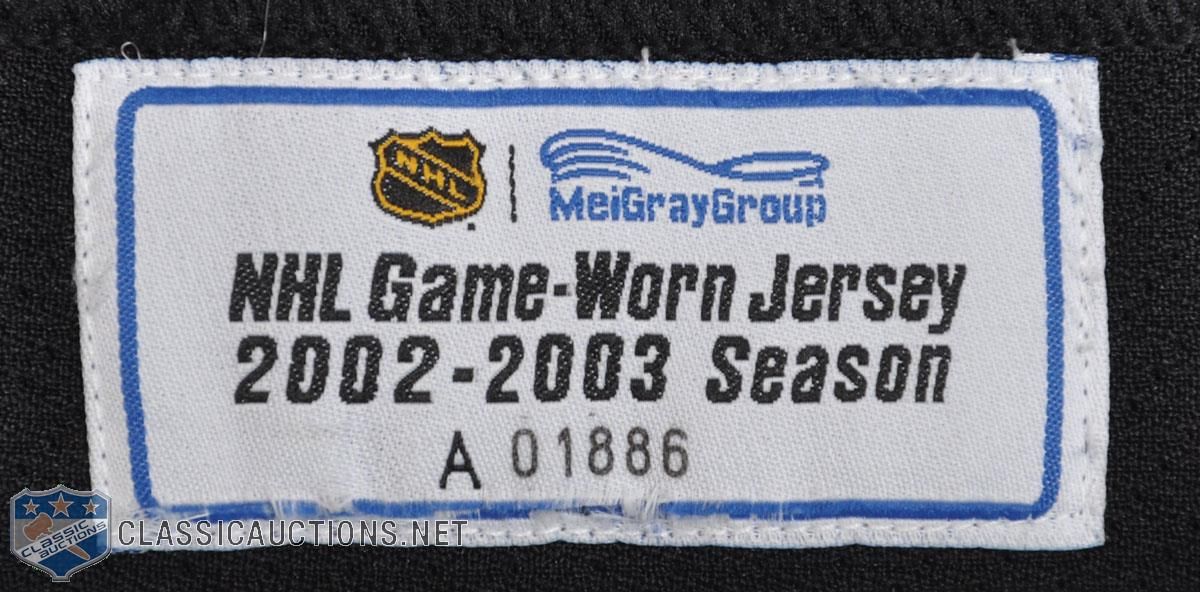 NHL
MeiGrayGroup
NHL Game-Worn Jersey
2002-2003 Season
A 01886
CLASSIC AUCTIONS
CLASSICAUCTIONS.NET